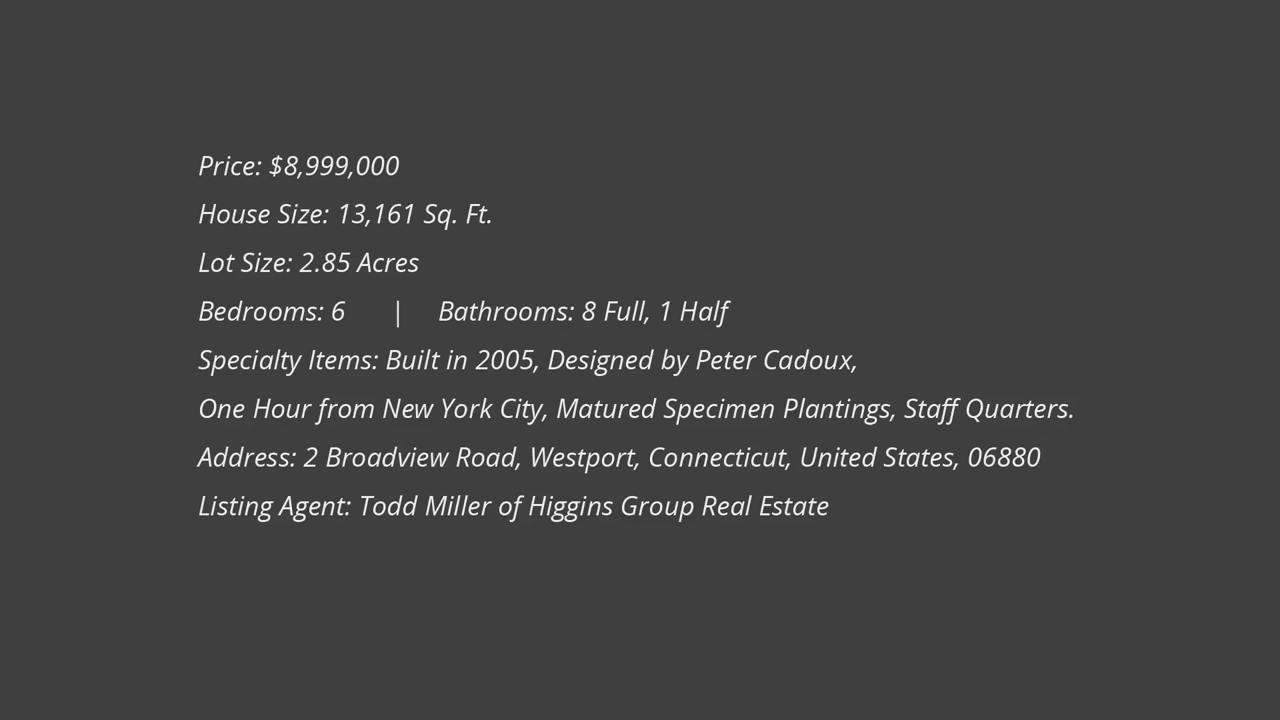 Price: $8,999,000
House Size: 13,161 Sq. Ft.
Lot Size: 2.85 Acres
Bedrooms: 6 | Bathrooms: 8 Full, 1 Half
Specialty Items: Built in 2005, Designed by Peter Cadoux,
One Hour from New York City, Matured Specimen Plantings, Staff Quarters.
Address: 2 Broadview Road, Westport, Connecticut, United States, 06880
Listing Agent: Todd Miller of Higgins Group Real Estate